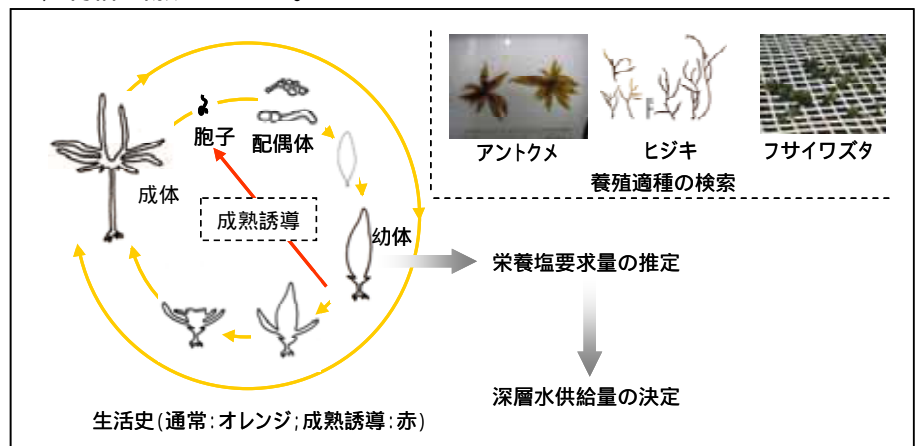 胞子
配偶体
成体
成熟誘導
幼体
生活史(通常:オレンジ;成熟誘導:赤)
アントクメ
ヒジキ
フサイワズタ
養殖適種の検索
栄養塩要求量の推定
深層水供給量の決定